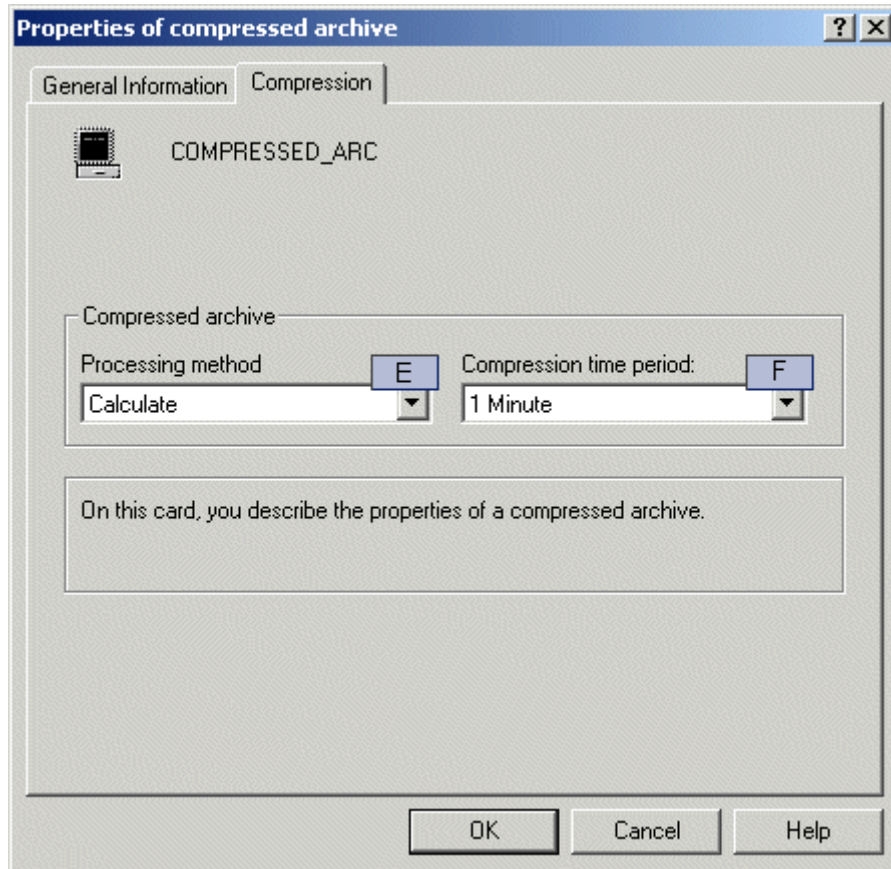 Properties of compressed archive
General Information Compression
COMPRESSED_ARC
Compressed archive
Processing method E Compression time period: F
Calculate 1 Minute
On this card, you describe the properties of a compressed archive.
OK Cancel Help